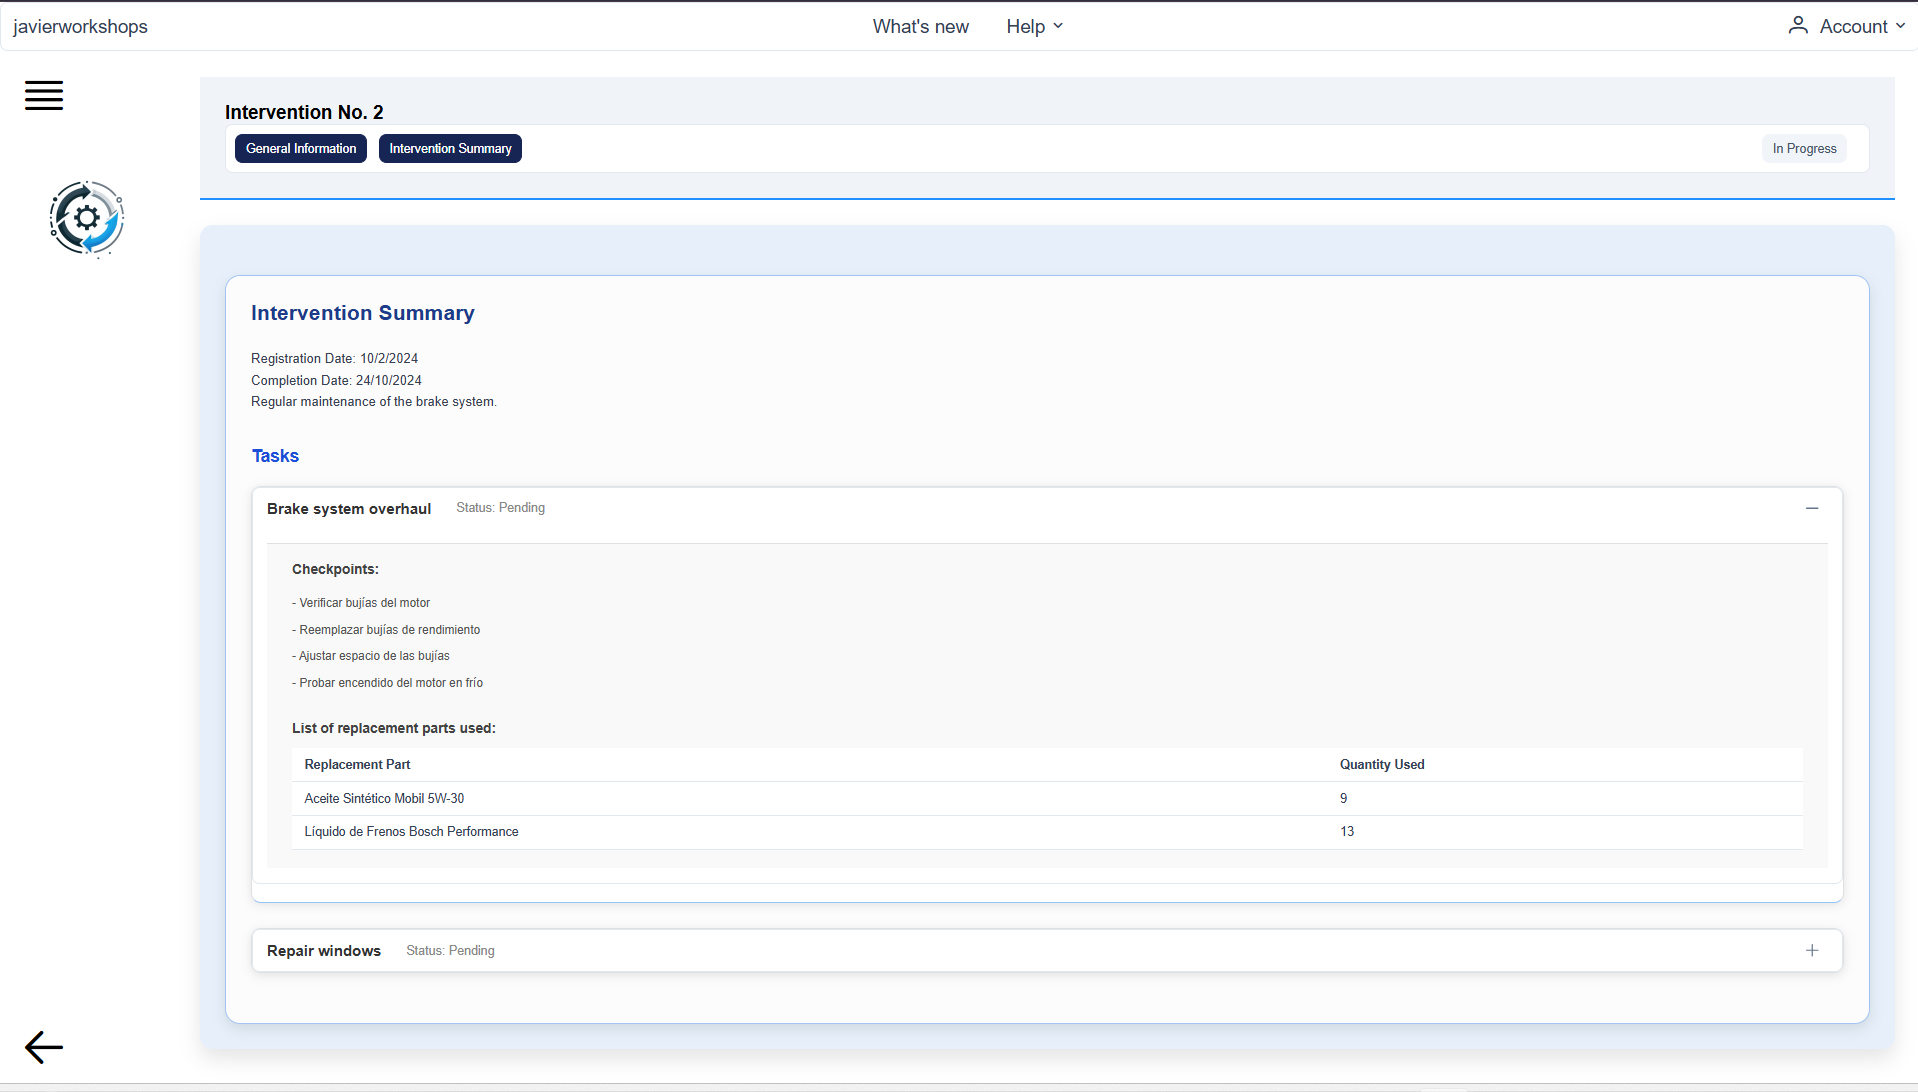 javierworkshops
What's new
Help
Account
Intervention No. 2
General Information
Intervention Summary
In Progress
Intervention Summary
Registration Date: 10/2/2024
Completion Date: 24/10/2024
Regular maintenance of the brake system.
Tasks
Brake system overhaul Status: Pending
Checkpoints:
- Verificar bujías del motor
- Reemplazar bujías de rendimiento
- Ajustar espacio de las bujías
- Probar encendido del motor en frío
List of replacement parts used:
Replacement Part Quantity Used
Aceite Sintético Mobil 5W-30 9
Líquido de Frenos Bosch Performance 13
Repair windows Status: Pending